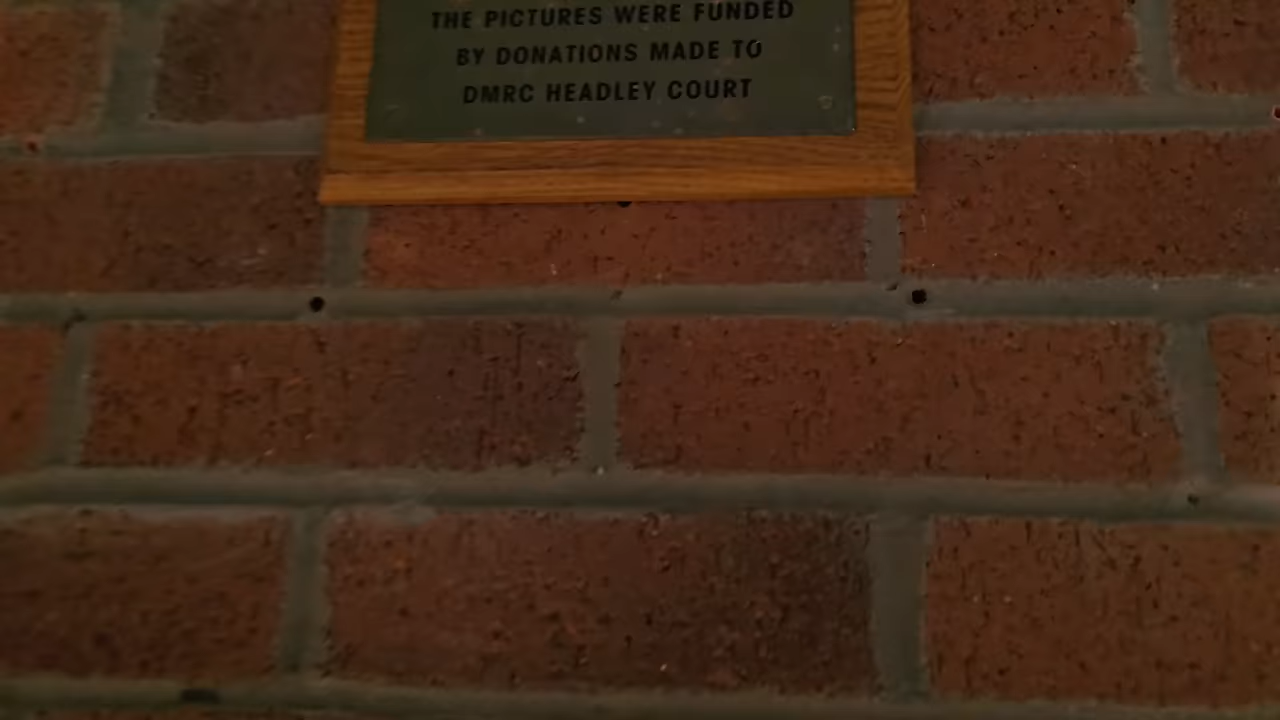 THE PICTURES WERE FUNDED
BY DONATIONS MADE TO
DMRC HEADLEY COURT